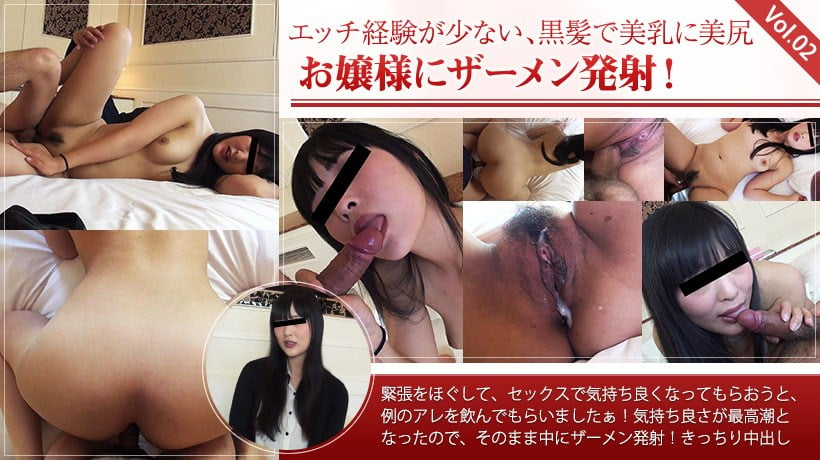 エッチ経験が少ない、黒髪で美乳に美尻
お嬢様にザーメン発射！
Vol.02
緊張をほぐして、セックスで気持ち良くなってもらおうと、
例のアレを飲んでもらいましたぁ！気持ち良さが最高潮と
なったので、そのまま中にザーメン発射！きっちり中出し